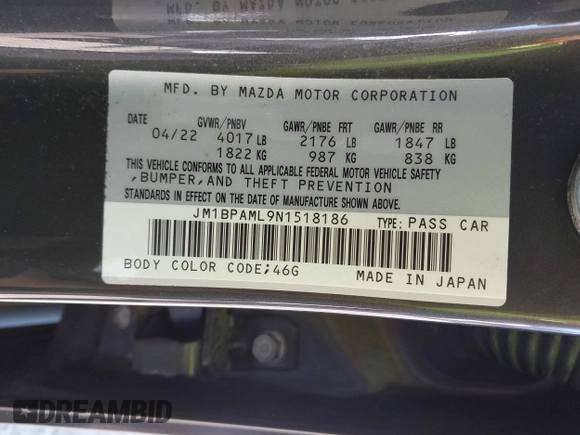 MFD. BY MAZDA MOTOR CORPORATION
DATE GVWR/PNBV GAWR/PNBE FRT GAWR/PNBE RR
04/22 4017 LB 2176 LB 1847 LB
1822 KG 987 KG 838 KG
THIS VEHICLE CONFORMS TO ALL APPLICABLE FEDERAL MOTOR VEHICLE SAFETY
,BUMPER,AND THEFT PREVENTION
STANDARDS IN EFFECT ON THE DATE OF MANUFACTURE SHOWN ABOVE.
JM1BPAML9N1518186 TYPE: PASS CAR
BODY COLOR CODE;46G MADE IN JAPAN
DREAMBID